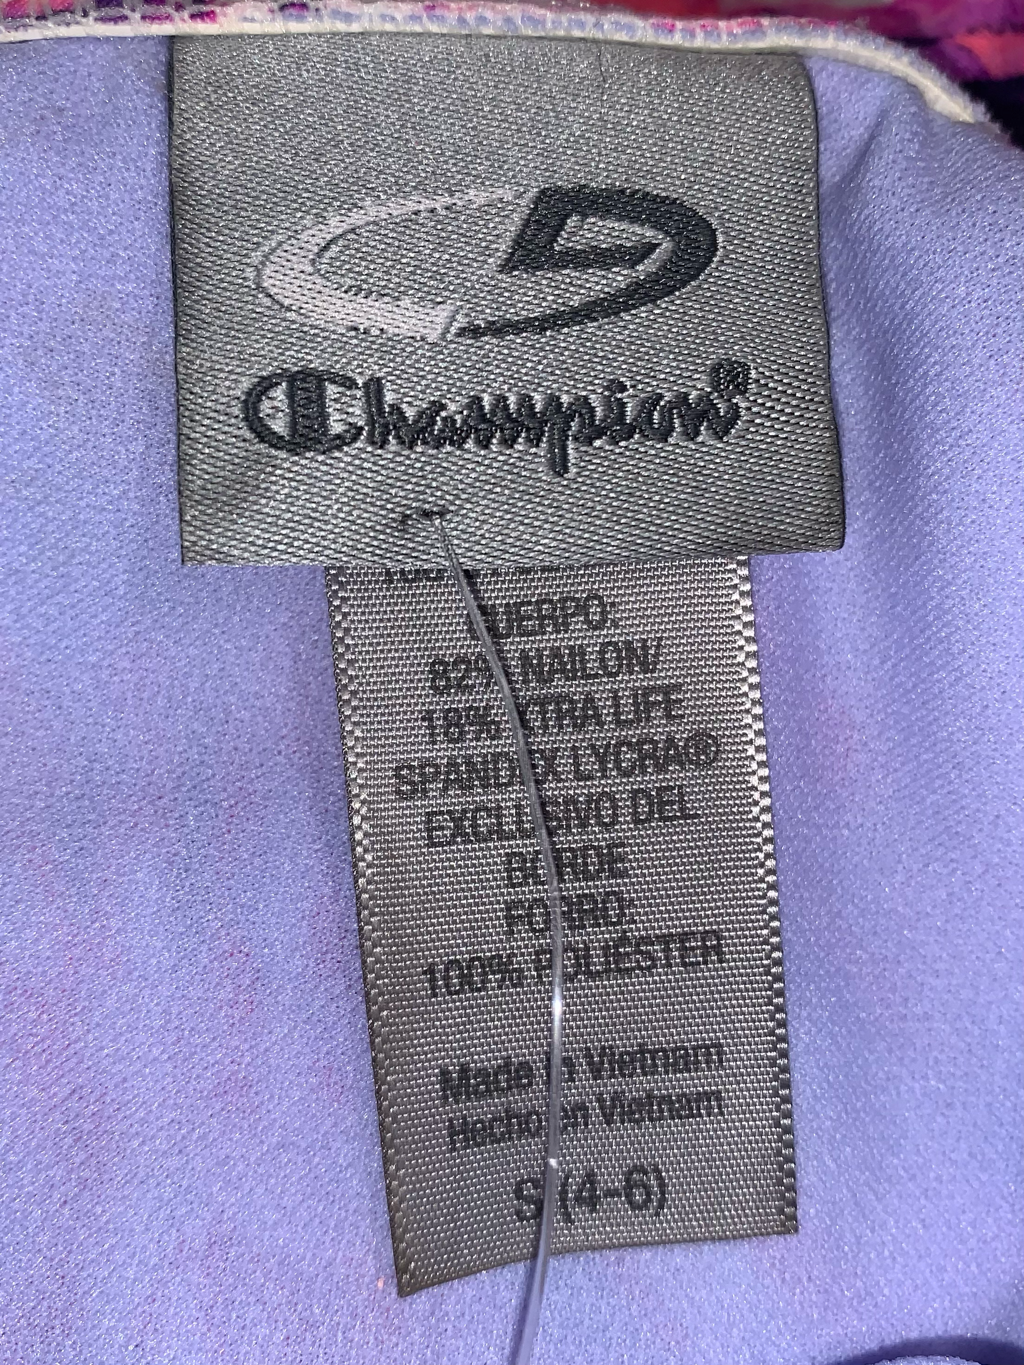 Champion®
CUERPO:
82% NAILON/
18% XTRA LIFE
SPANDEX LYCRA®
EXCLUSIVO DEL
BORDE
FORRO:
100% POLIÉSTER
Made in Vietnam
Hecho en Vietnam
S (4-6)